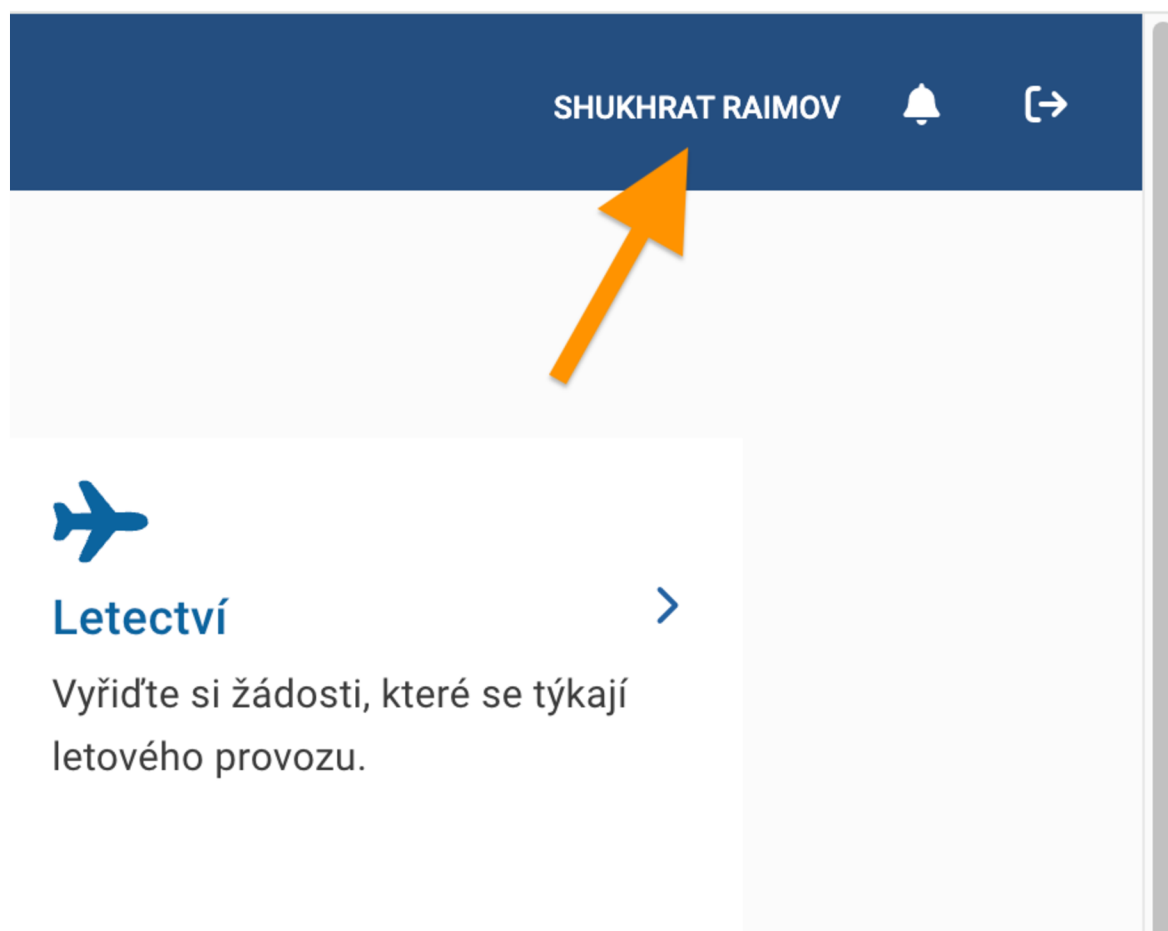 SHUKHRAT RAIMOV
Letectví
Vyřiďte si žádosti, které se týkají
letového provozu.